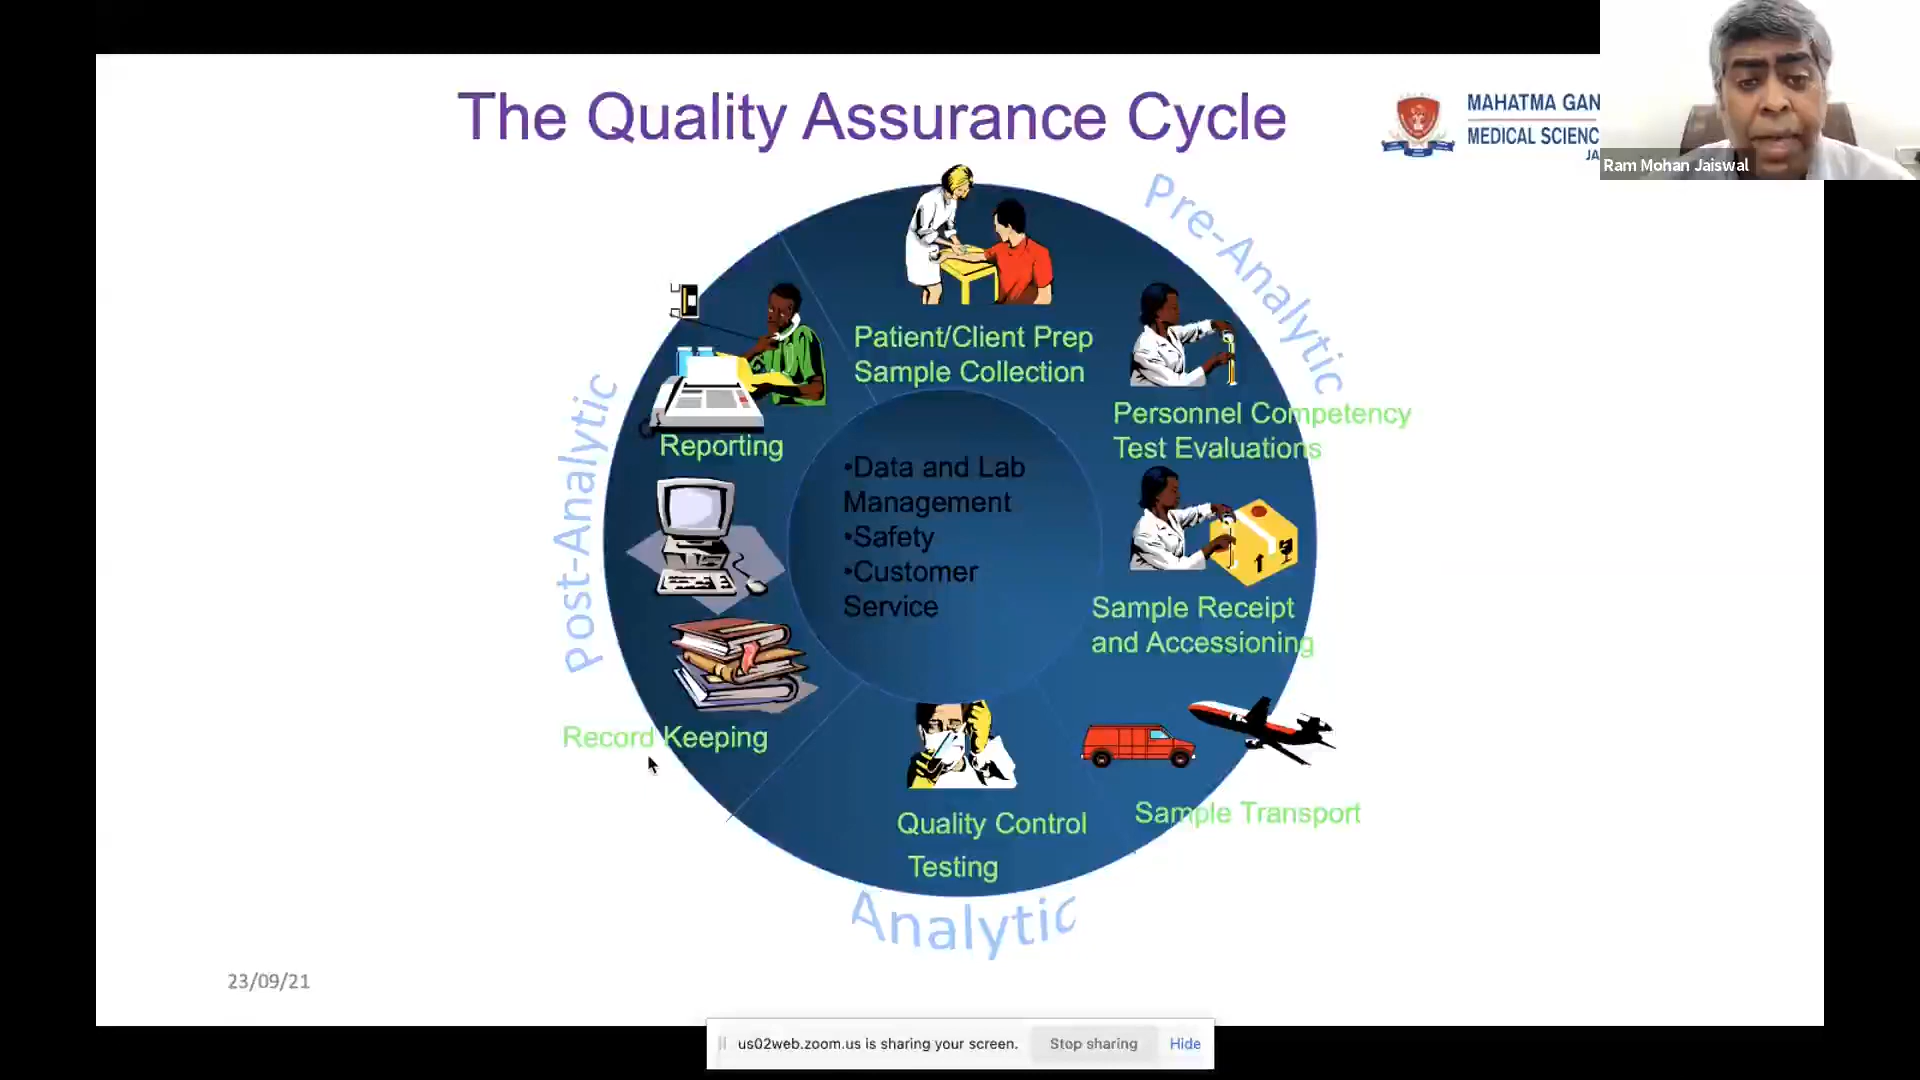 The Quality Assurance Cycle
MAHATMA GAN
MEDICAL SCIENC
JA
Ram Mohan Jaiswal
Pre-Analytic
Patient/Client Prep
Sample Collection
Personnel Competency
Test Evaluations
Reporting
Post-Analytic
•Data and Lab
Management
•Safety
•Customer
Service
Sample Receipt
and Accessioning
Record Keeping
Sample Transport
Quality Control
Testing
Analytic
23/09/21
us02web.zoom.us is sharing your screen.
Stop sharing
Hide